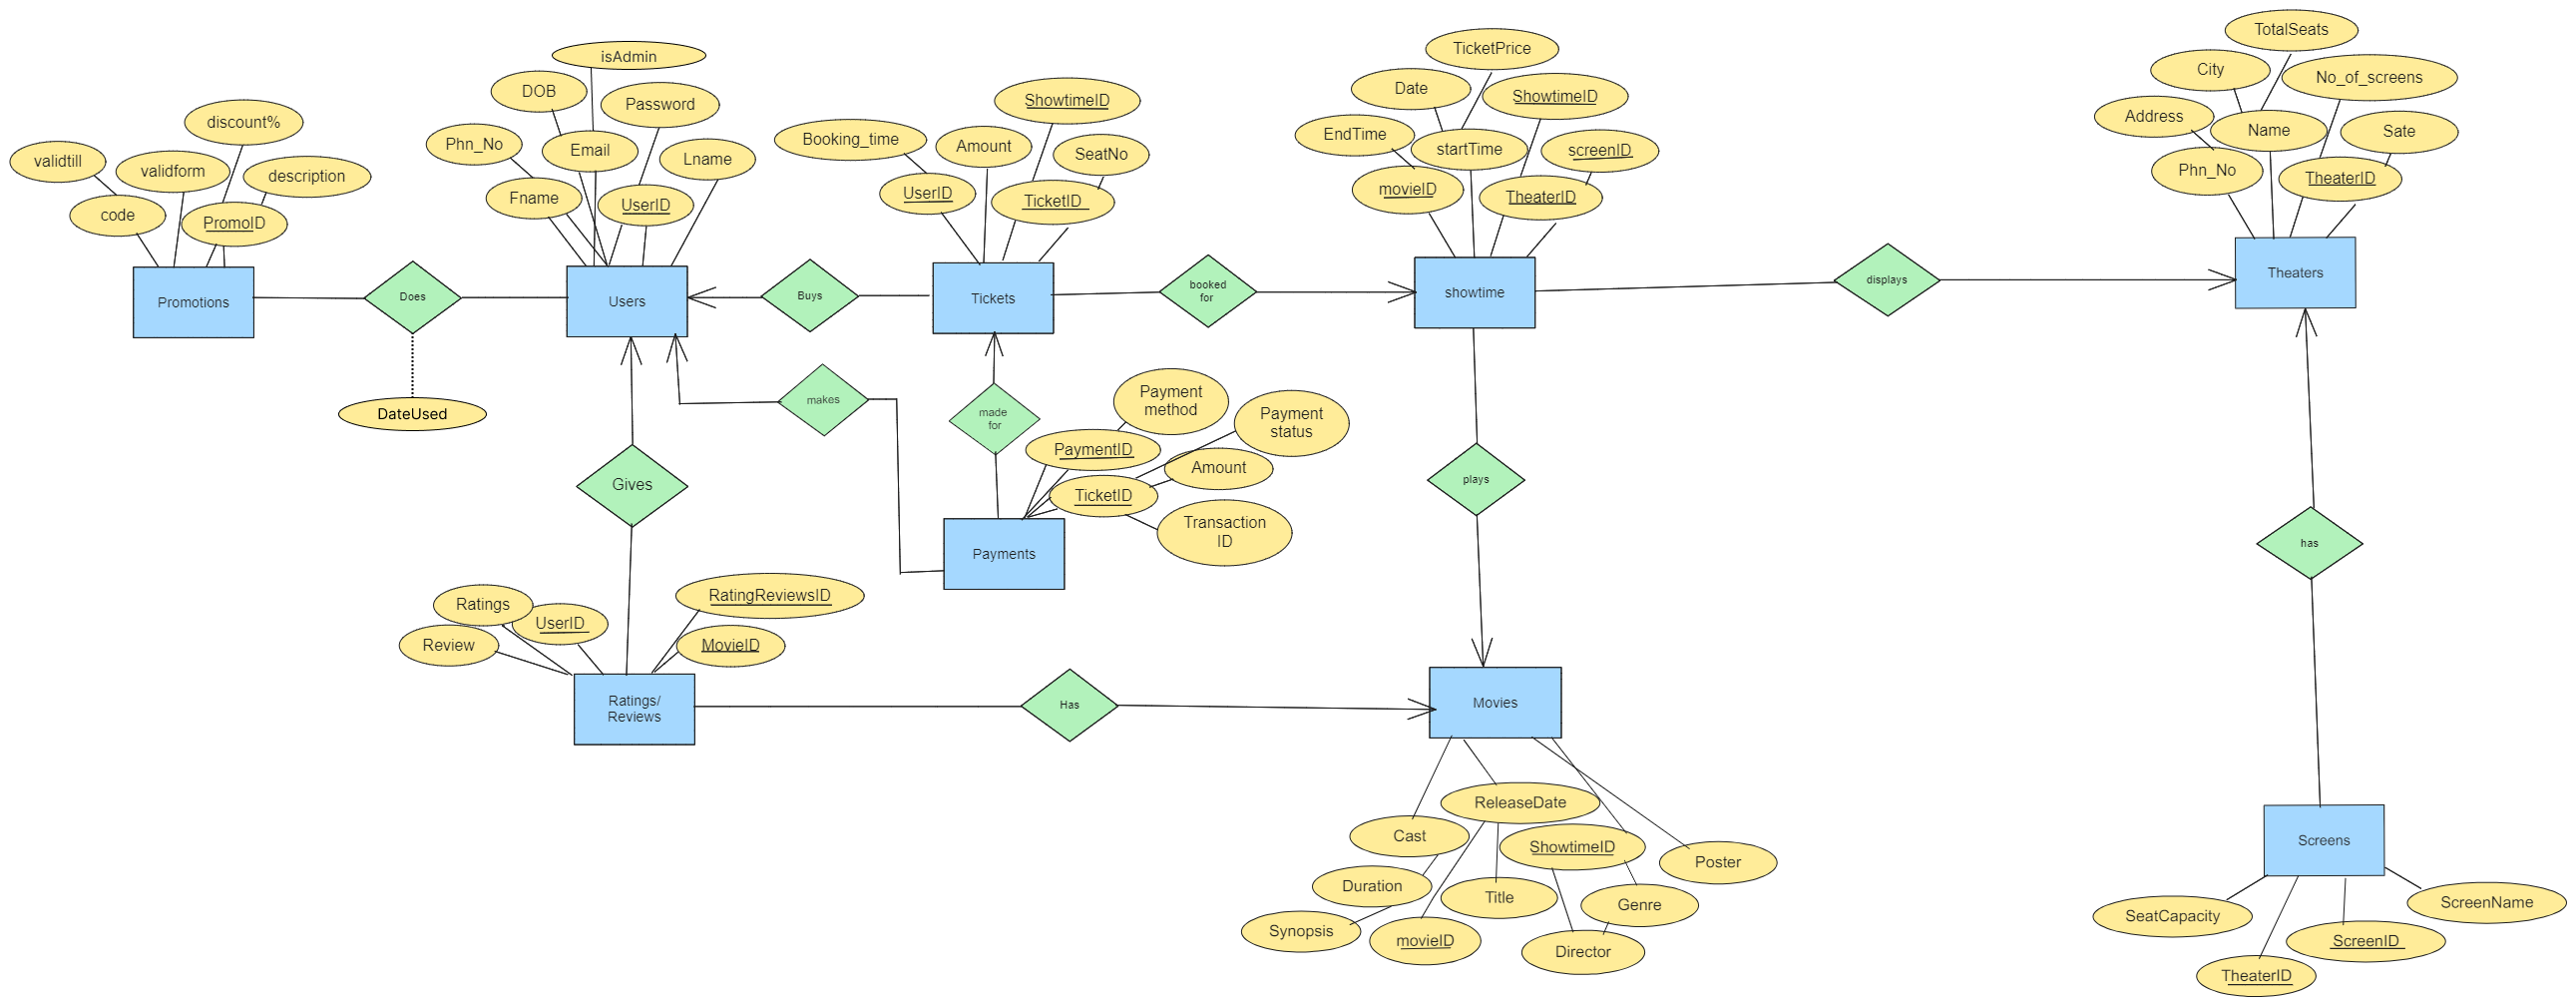 TotalSeats
TicketPrice
isAdmin
City
No_of_screens
DOB
Date
Password
ShowtimeID
ShowtimeID
discount%
Address
Name
Sate
EndTime
Booking_time
Phn_No
Email
Amount
startTime
screenID
SeatNo
validtill
validform
Lname
Phn_No
description
TheaterID
movieID
UserID
Fname
TheaterID
TicketID
UserID
code
PromoID
Promotions
Does
Users
Buys
Tickets
booked
for
showtime
displays
Theaters
DateUsed
makes
made
for
Payment
method
Payment
status
PaymentID
Amount
TicketID
Transaction
ID
Gives
plays
has
Payments
RatingReviewsID
Ratings
UserID
Review
MovieID
Ratings/
Reviews
Has
Movies
ReleaseDate
Cast
ShowtimeID
Poster
Duration
Title
Genre
Synopsis
movieID
Director
Screens
SeatCapacity
ScreenName
ScreenID
TheaterID